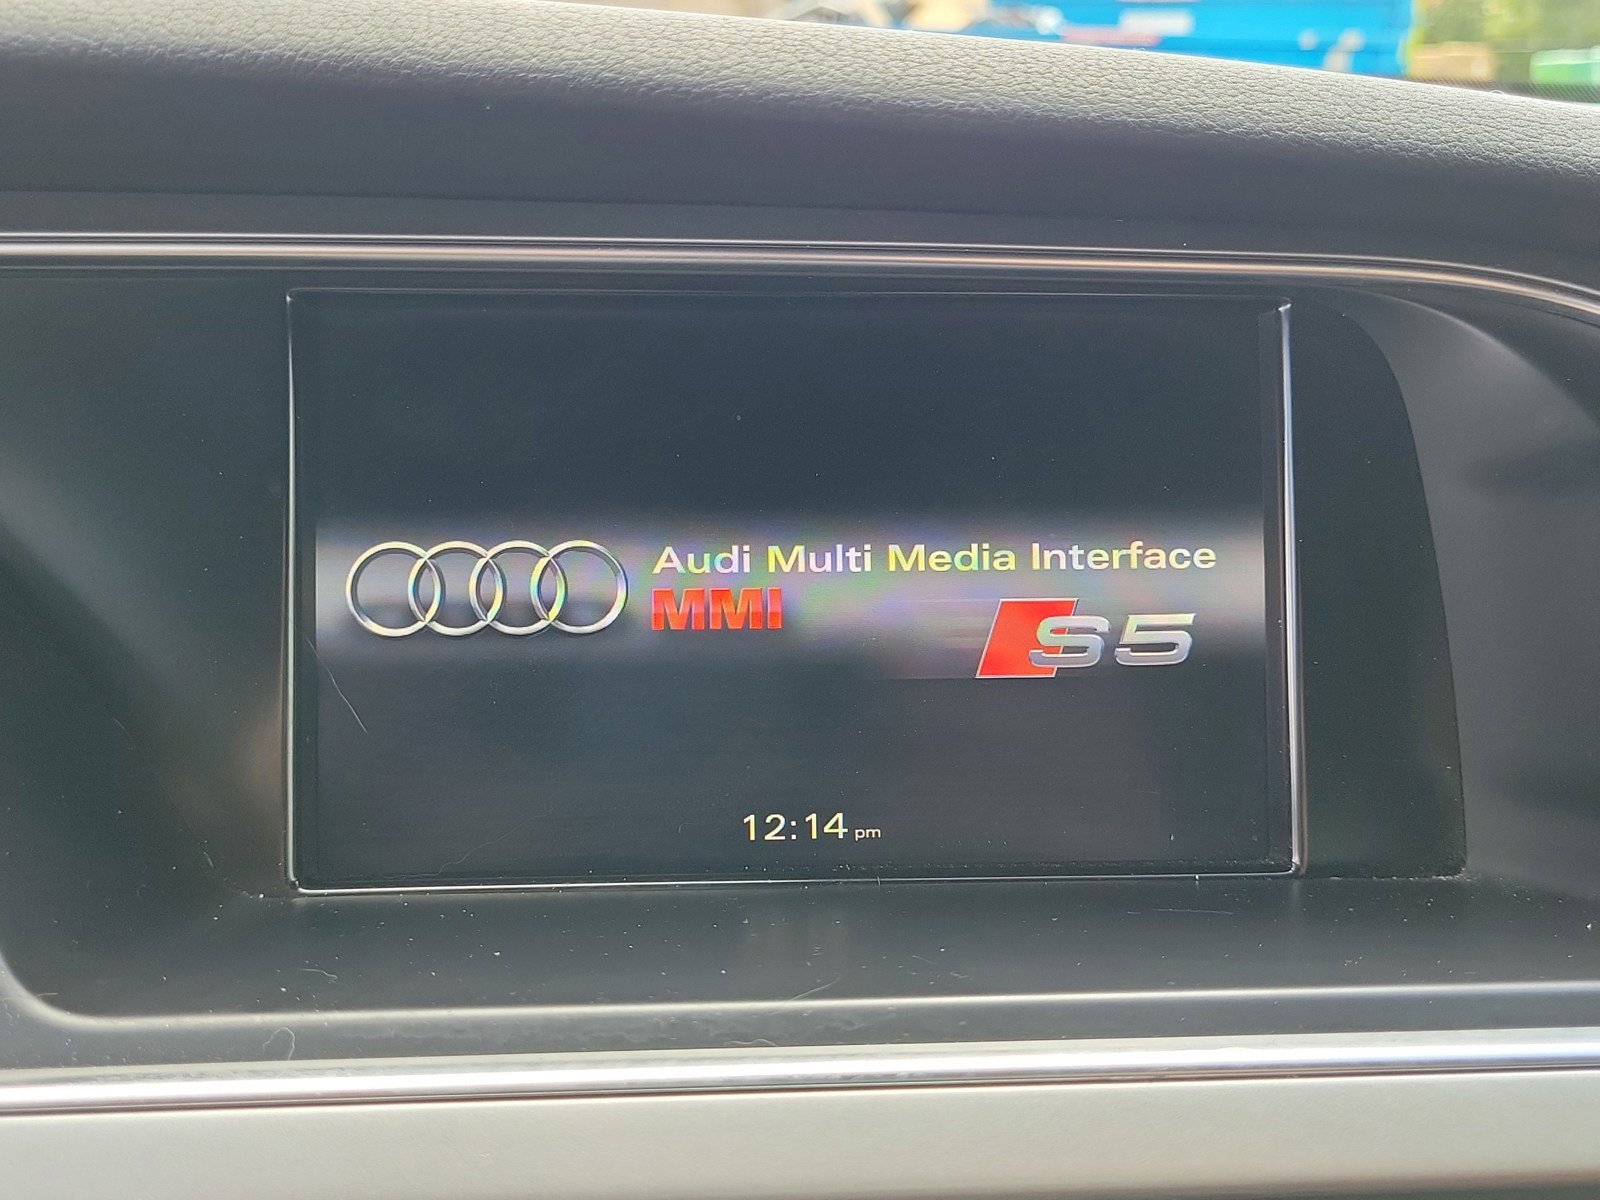 Audi Multi Media Interface
MMI
S5
12:14 pm